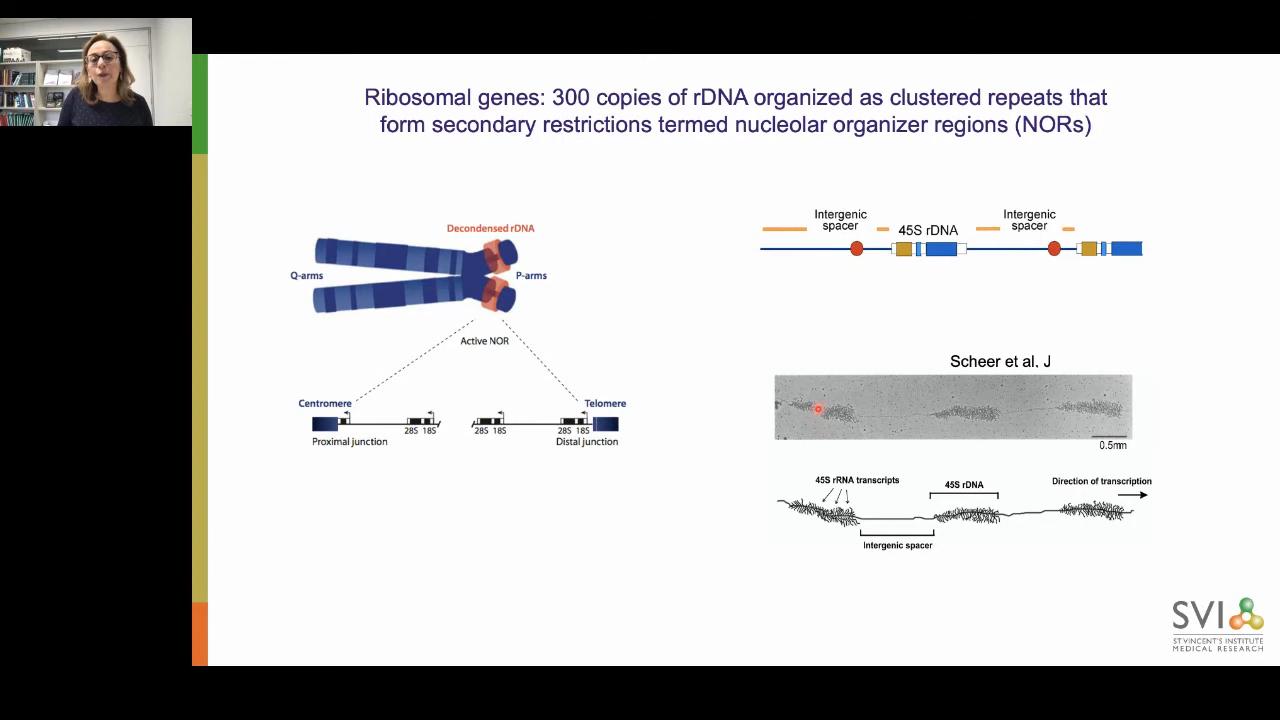 Ribosomal genes: 300 copies of rDNA organized as clustered repeats that
form secondary restrictions termed nucleolar organizer regions (NORs)
Decondensed rDNA
Q-arms
P-arms
Active NOR
Centromere
Telomere
28S 18S
28S 18S
28S 18S
Proximal junction
Distal junction
Intergenic
spacer
45S rDNA
Intergenic
spacer
Scheer et al, J
0.5mm
45S rRNA transcripts
45S rDNA
Direction of transcription
Intergenic spacer
SVI
ST VINCENT'S INSTITUTE
MEDICAL RESEARCH